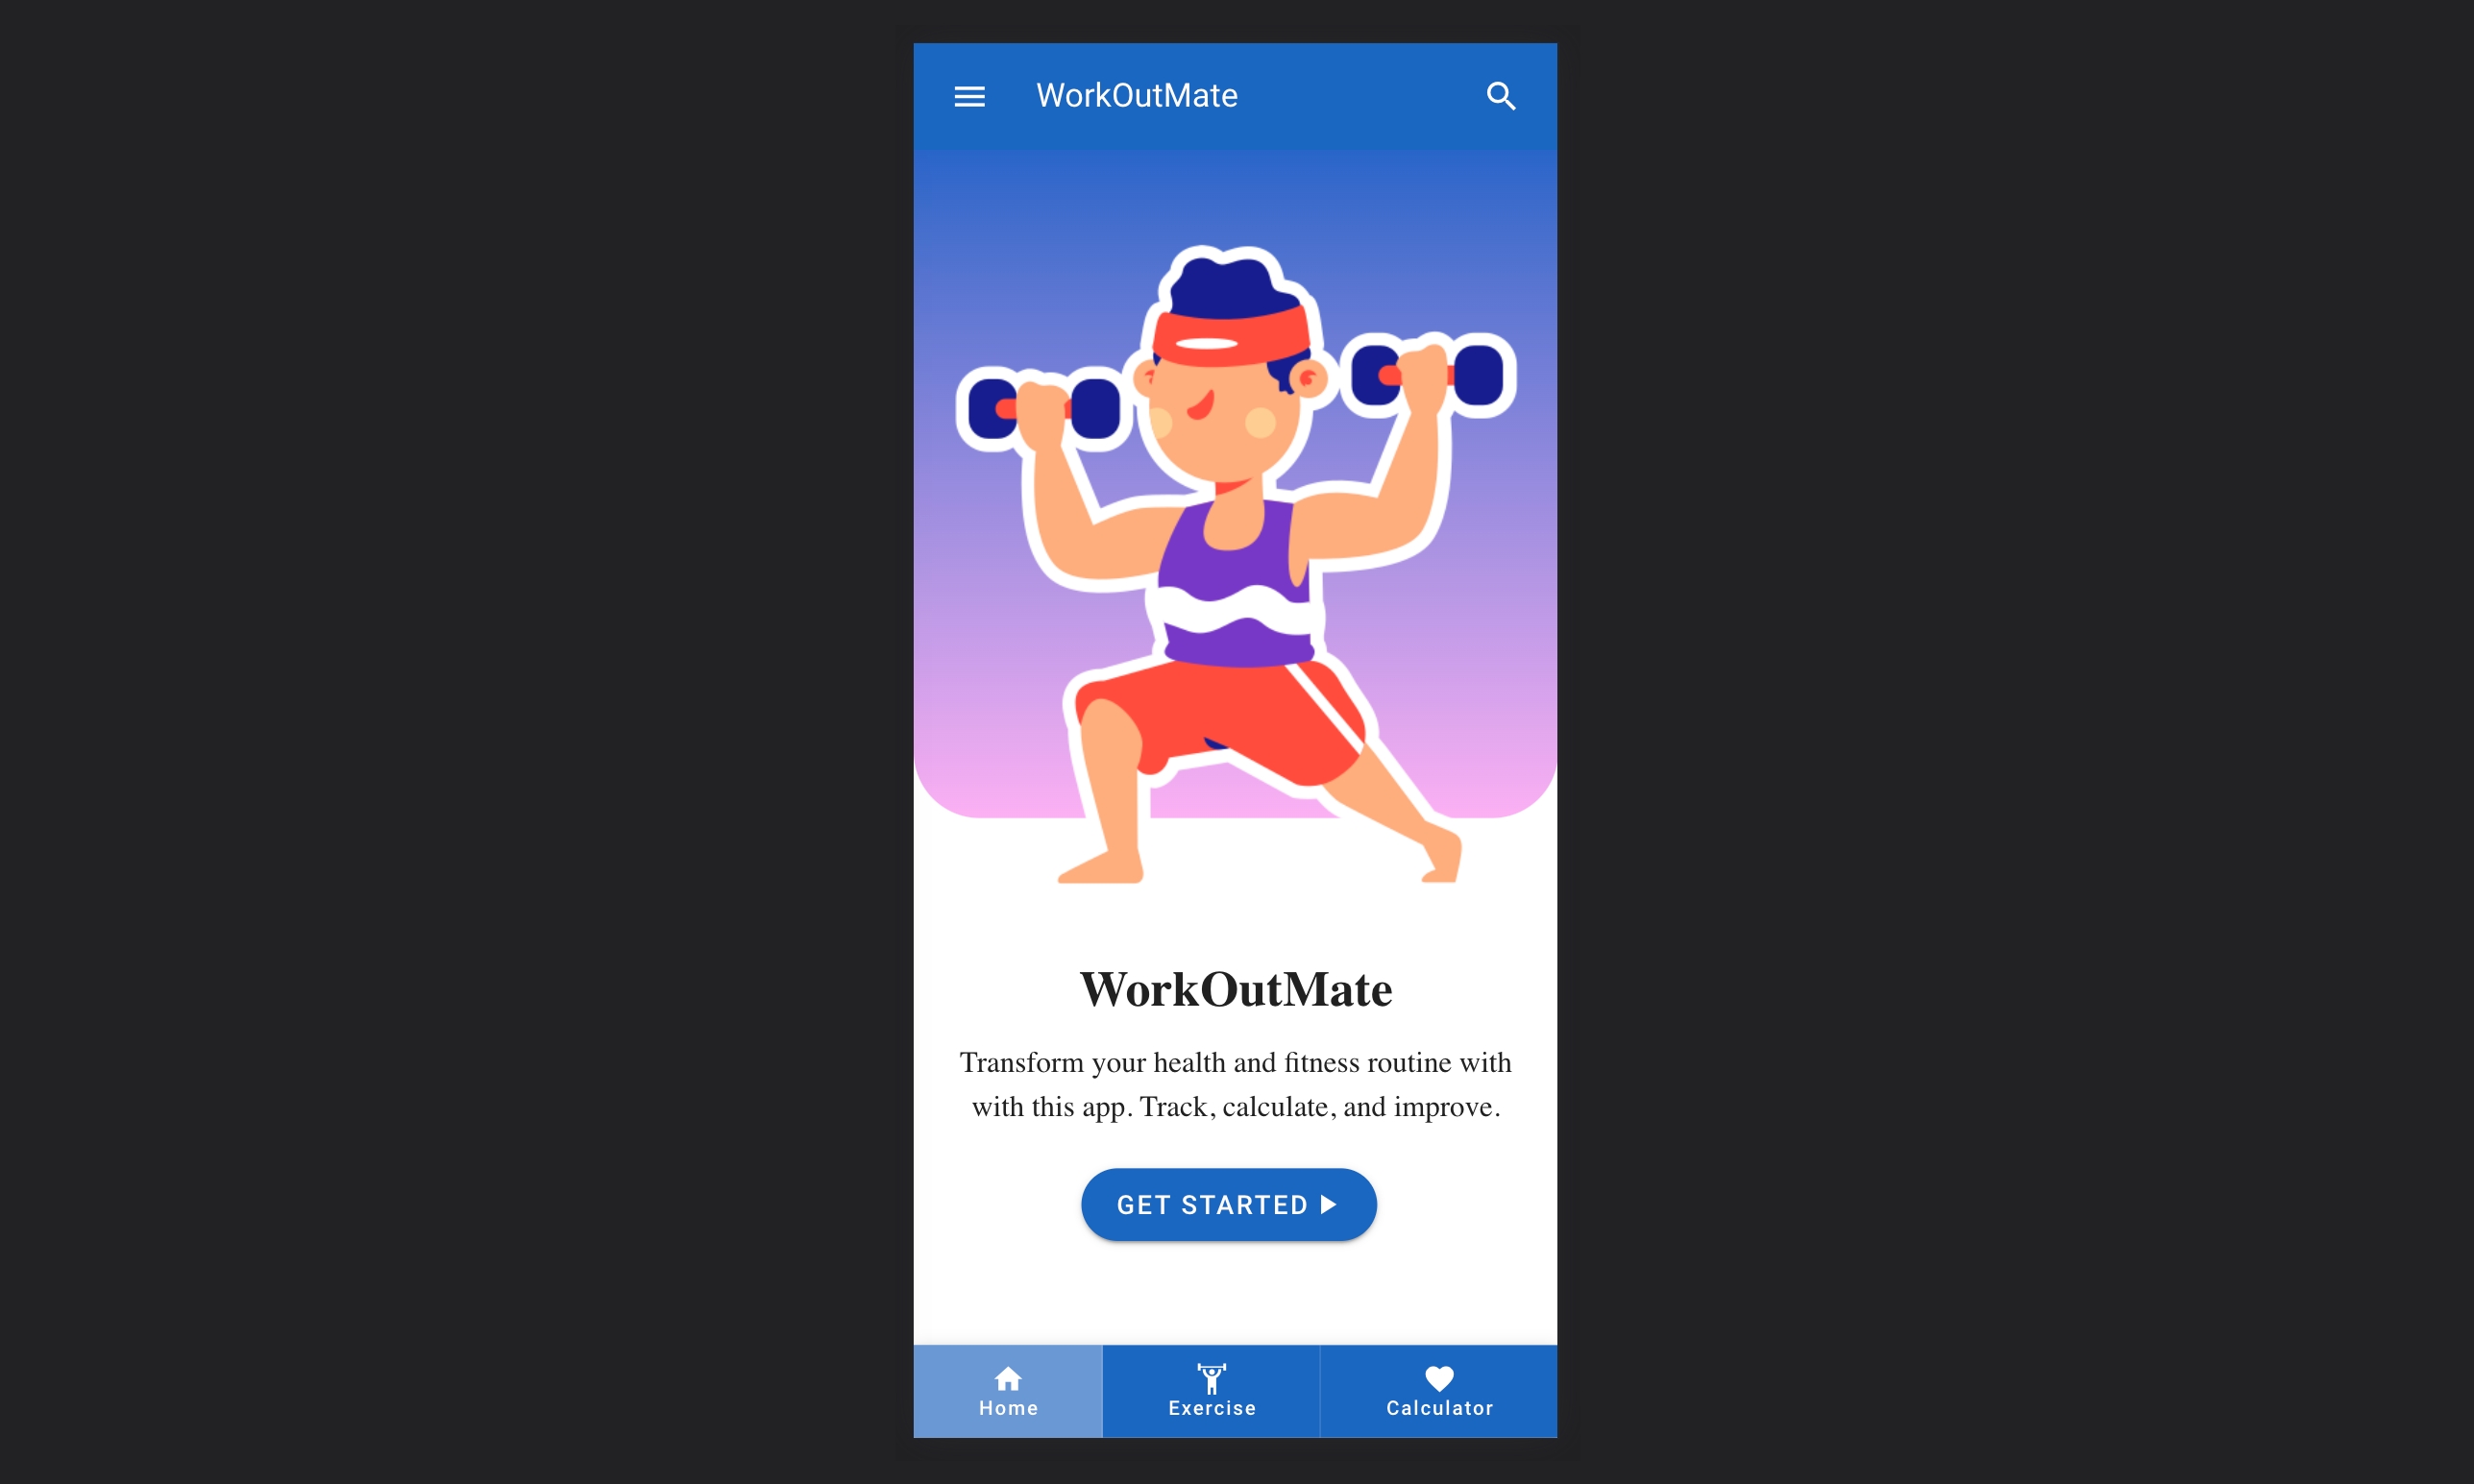 WorkOutMate
WorkOutMate
Transform your health and fitness routine with
with this app. Track, calculate, and improve.
GET STARTED
Home
Exercise
Calculator